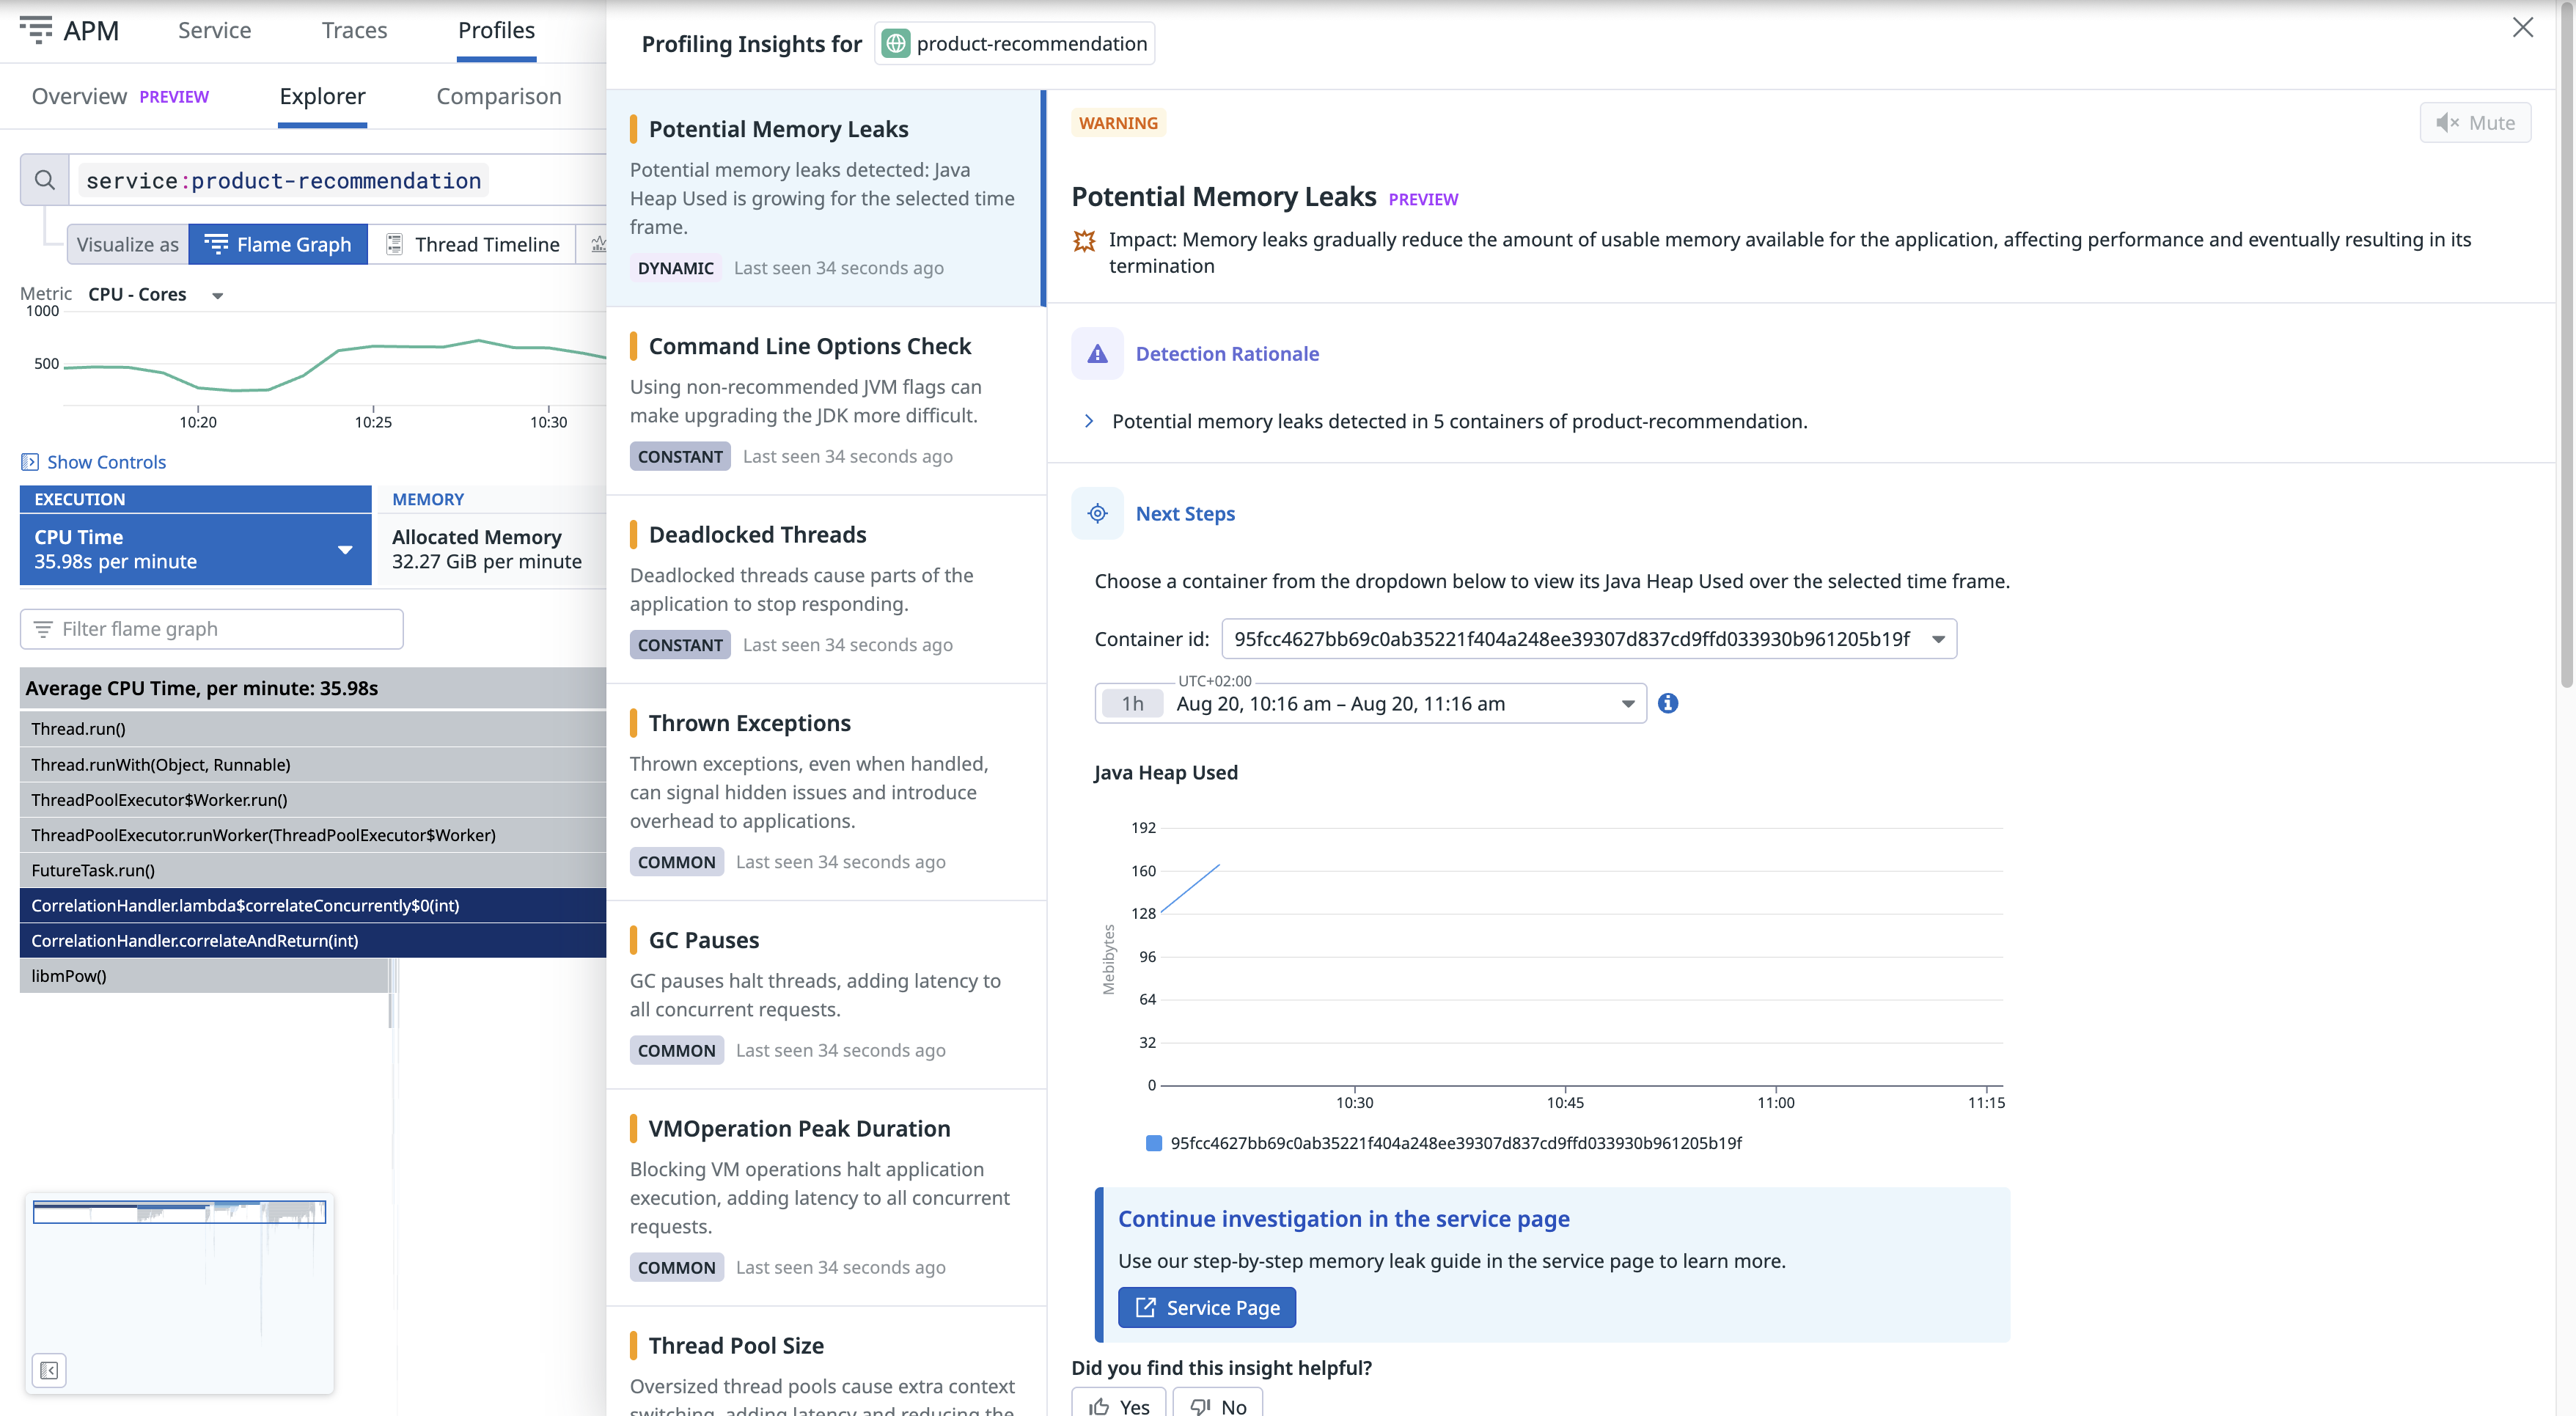 APM
Service
Traces
Profiles
Overview PREVIEW
Explorer
Comparison
service:product-recommendation
Visualize as
Flame Graph
Thread Timeline
Metric CPU - Cores
1000
500
10:20
10:25
10:30
Show Controls
EXECUTION
CPU Time
35.98s per minute
MEMORY
Allocated Memory
32.27 GiB per minute
Filter flame graph
Average CPU Time, per minute: 35.98s
Thread.run()
Thread.runWith(Object, Runnable)
ThreadPoolExecutor$Worker.run()
ThreadPoolExecutor.runWorker(ThreadPoolExecutor$Worker)
FutureTask.run()
CorrelationHandler.lambda$correlateConcurrently$0(int)
CorrelationHandler.correlateAndReturn(int)
libmPow()
Profiling Insights for product-recommendation
Potential Memory Leaks
Potential memory leaks detected: Java
Heap Used is growing for the selected time
frame.
DYNAMIC Last seen 34 seconds ago
Command Line Options Check
Using non-recommended JVM flags can
make upgrading the JDK more difficult.
CONSTANT Last seen 34 seconds ago
Deadlocked Threads
Deadlocked threads cause parts of the
application to stop responding.
CONSTANT Last seen 34 seconds ago
Thrown Exceptions
Thrown exceptions, even when handled,
can signal hidden issues and introduce
overhead to applications.
COMMON Last seen 34 seconds ago
GC Pauses
GC pauses halt threads, adding latency to
all concurrent requests.
COMMON Last seen 34 seconds ago
VMOperation Peak Duration
Blocking VM operations halt application
execution, adding latency to all concurrent
requests.
COMMON Last seen 34 seconds ago
Thread Pool Size
Oversized thread pools cause extra context
switching, adding latency and reducing the
WARNING
Mute
Potential Memory Leaks PREVIEW
Impact: Memory leaks gradually reduce the amount of usable memory available for the application, affecting performance and eventually resulting in its
termination
Detection Rationale
Potential memory leaks detected in 5 containers of product-recommendation.
Next Steps
Choose a container from the dropdown below to view its Java Heap Used over the selected time frame.
Container id: 95fcc4627bb69c0ab35221f404a248ee39307d837cd9ffd033930b961205b19f
UTC+02:00
1h Aug 20, 10:16 am – Aug 20, 11:16 am
Java Heap Used
192
160
128
96
64
32
0
Mebibytes
10:30
10:45
11:00
11:15
95fcc4627bb69c0ab35221f404a248ee39307d837cd9ffd033930b961205b19f
Continue investigation in the service page
Use our step-by-step memory leak guide in the service page to learn more.
Service Page
Did you find this insight helpful?
Yes
No